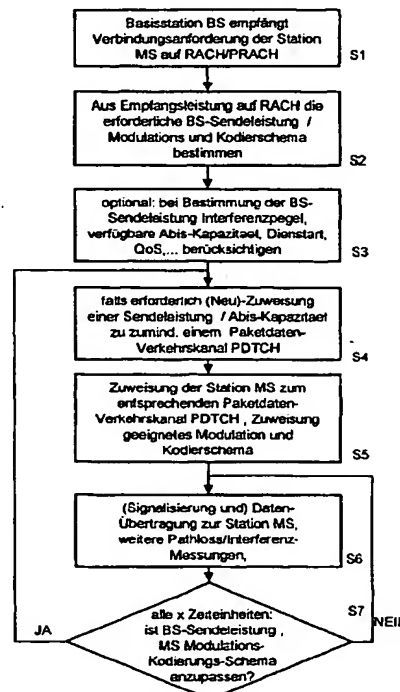 Basisstation BS empfängt
Verbindungsanforderung der Station
MS auf RACH/PRACH
S1
Aus Empfangsleistung auf RACH die
erforderliche BS-Sendeleistung /
Modulations und Kodierschema
bestimmen
S2
optional: bei Bestimmung der BS-
Sendeleistung Interferenzpegel,
verfügbare Abis-Kapazitaet, Dienstart,
QoS,... berücksichtigen
S3
falls erforderlich (Neu)-Zuweisung
einer Sendeleistung / Abis-Kapazitaet
zu zumind. einem Paketdaten-
Verkehrskanal PDTCH
S4
Zuweisung der Station MS zum
entsprechenden Paketdaten-
Verkehrskanal PDTCH , Zuweisung
geeignetes Modulation und
Kodierschema
S5
(Signalisierung und) Daten-
Übertragung zur Station MS,
weitere Pathloss/Interferenz-
Messungen,
S6
S7
alle x Zeiteinheiten:
ist BS-Sendeleistung ,
MS Modulations-
Kodierungs-Schema
anzupassen?
JA
NEIN